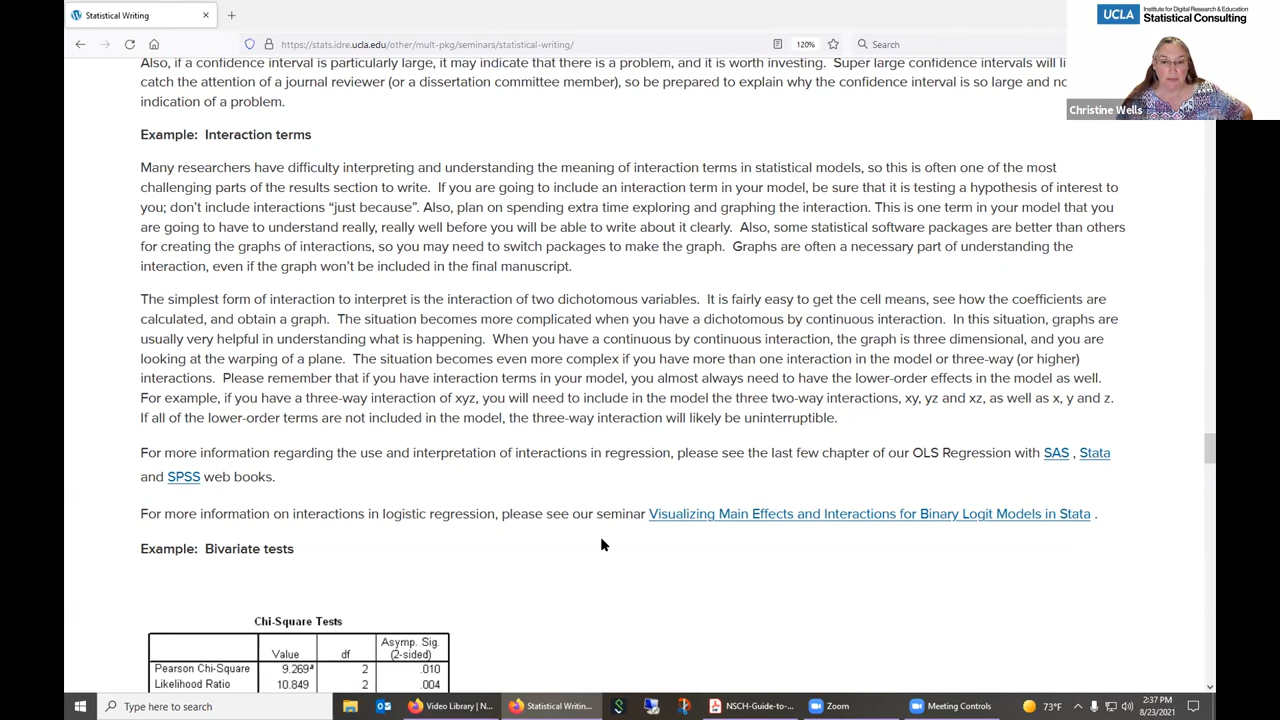 Statistical Writing
https://stats.idre.ucla.edu/other/mult-pkg/seminars/statistical-writing/
120%
Search
UCLA
Institute for Digital Research & Education
Statistical Consulting
Christine Wells
Also, if a confidence interval is particularly large, it may indicate that there is a problem, and it is worth investing. Super large confidence intervals will li
catch the attention of a journal reviewer (or a dissertation committee member), so be prepared to explain why the confidence interval is so large and no
indication of a problem.
Example: Interaction terms
Many researchers have difficulty interpreting and understanding the meaning of interaction terms in statistical models, so this is often one of the most
challenging parts of the results section to write. If you are going to include an interaction term in your model, be sure that it is testing a hypothesis of interest to
you; don't include interactions "just because". Also, plan on spending extra time exploring and graphing the interaction. This is one term in your model that you
are going to have to understand really, really well before you will be able to write about it clearly. Also, some statistical software packages are better than others
for creating the graphs of interactions, so you may need to switch packages to make the graph. Graphs are often a necessary part of understanding the
interaction, even if the graph won't be included in the final manuscript.
The simplest form of interaction to interpret is the interaction of two dichotomous variables. It is fairly easy to get the cell means, see how the coefficients are
calculated, and obtain a graph. The situation becomes more complicated when you have a dichotomous by continuous interaction. In this situation, graphs are
usually very helpful in understanding what is happening. When you have a continuous by continuous interaction, the graph is three dimensional, and you are
looking at the warping of a plane. The situation becomes even more complex if you have more than one interaction in the model or three-way (or higher)
interactions. Please remember that if you have interaction terms in your model, you almost always need to have the lower-order effects in the model as well.
For example, if you have a three-way interaction of xyz, you will need to include in the model the three two-way interactions, xy, yz and xz, as well as x, y and z.
If all of the lower-order terms are not included in the model, the three-way interaction will likely be uninterruptible.
For more information regarding the use and interpretation of interactions in regression, please see the last few chapter of our OLS Regression with SAS , Stata
and SPSS web books.
For more information on interactions in logistic regression, please see our seminar Visualizing Main Effects and Interactions for Binary Logit Models in Stata .
Example: Bivariate tests
Chi-Square Tests
Value df Asymp. Sig. (2-sided)
Pearson Chi-Square 9.269a 2 .010
Likelihood Ratio 10.849 2 .004
Type here to search
Video Library | N...
Statistical Writin...
NSCH-Guide-to-...
Zoom
Meeting Controls
73°F
2:37 PM
8/23/2021